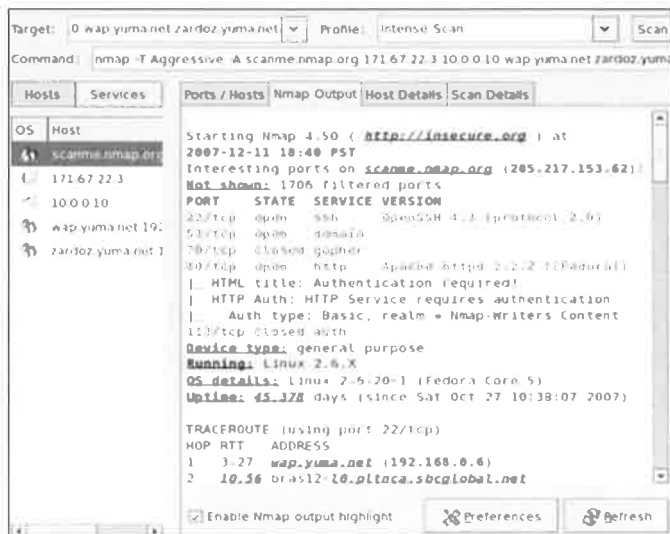 Target: 0 wap.yuma.net zardoz.yuma.net Profile: Intense Scan Scan
Command: nmap -T Aggressive -A scanme.nmap.org 171.67.22.3 10.0.0.10 wap.yuma.net zardoz.yuma
Hosts Services
Ports / Hosts Nmap Output Host Details Scan Details
OS Host
scanme.nmap.org
171.67.22.3
10.0.0.10
wap.yuma.net 192
zardoz.yuma.net 1
Starting Nmap 4.50 ( http://insecure.org ) at
2007-12-11 18:40 PST
Interesting ports on scanme.nmap.org (205.217.153.62):
Not shown: 1706 filtered ports
PORT STATE SERVICE VERSION
22/tcp open ssh OpenSSH 4.3 (protocol 2.0)
53/tcp open domain
70/tcp closed gopher
80/tcp open http Apache httpd 2.2.2 ((Fedora))
|_ HTML title: Authentication required!
| HTTP Auth: HTTP Service requires authentication
|_ Auth type: Basic, realm = Nmap-Writers Content
113/tcp closed auth
Device type: general purpose
Running: Linux 2.6.X
OS details: Linux 2.6.20-1 (Fedora Core 5)
Uptime: 45.378 days (since Sat Oct 27 10:38:07 2007)
TRACEROUTE (using port 22/tcp)
HOP RTT ADDRESS
1 3.27 wap.yuma.net (192.168.0.6)
2 10.56 bras12-l0.pltnca.sbcglobal.net
Enable Nmap output highlight Preferences Refresh